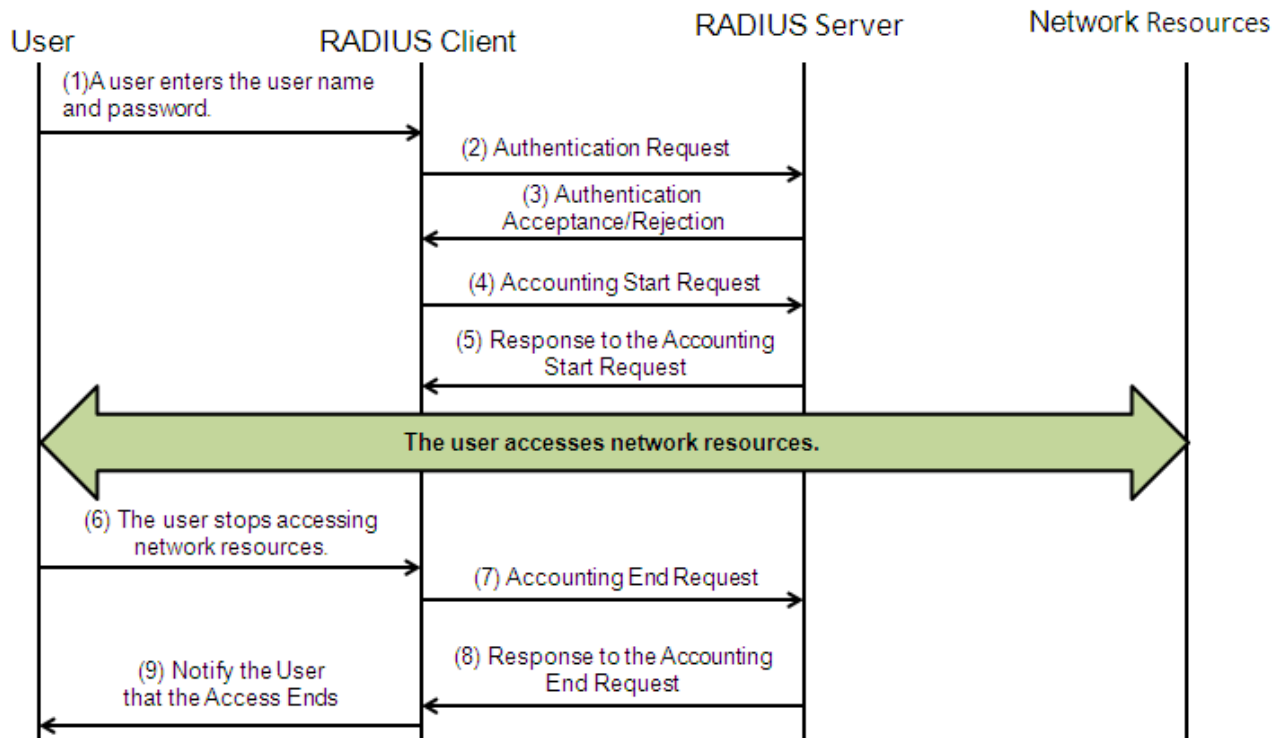 User
RADIUS Client
RADIUS Server
Network Resources
(1)A user enters the user name
and password.
(2) Authentication Request
(3) Authentication
Acceptance/Rejection
(4) Accounting Start Request
(5) Response to the Accounting
Start Request
The user accesses network resources.
(6) The user stops accessing
network resources.
(7) Accounting End Request
(8) Response to the Accounting
End Request
(9) Notify the User
that the Access Ends